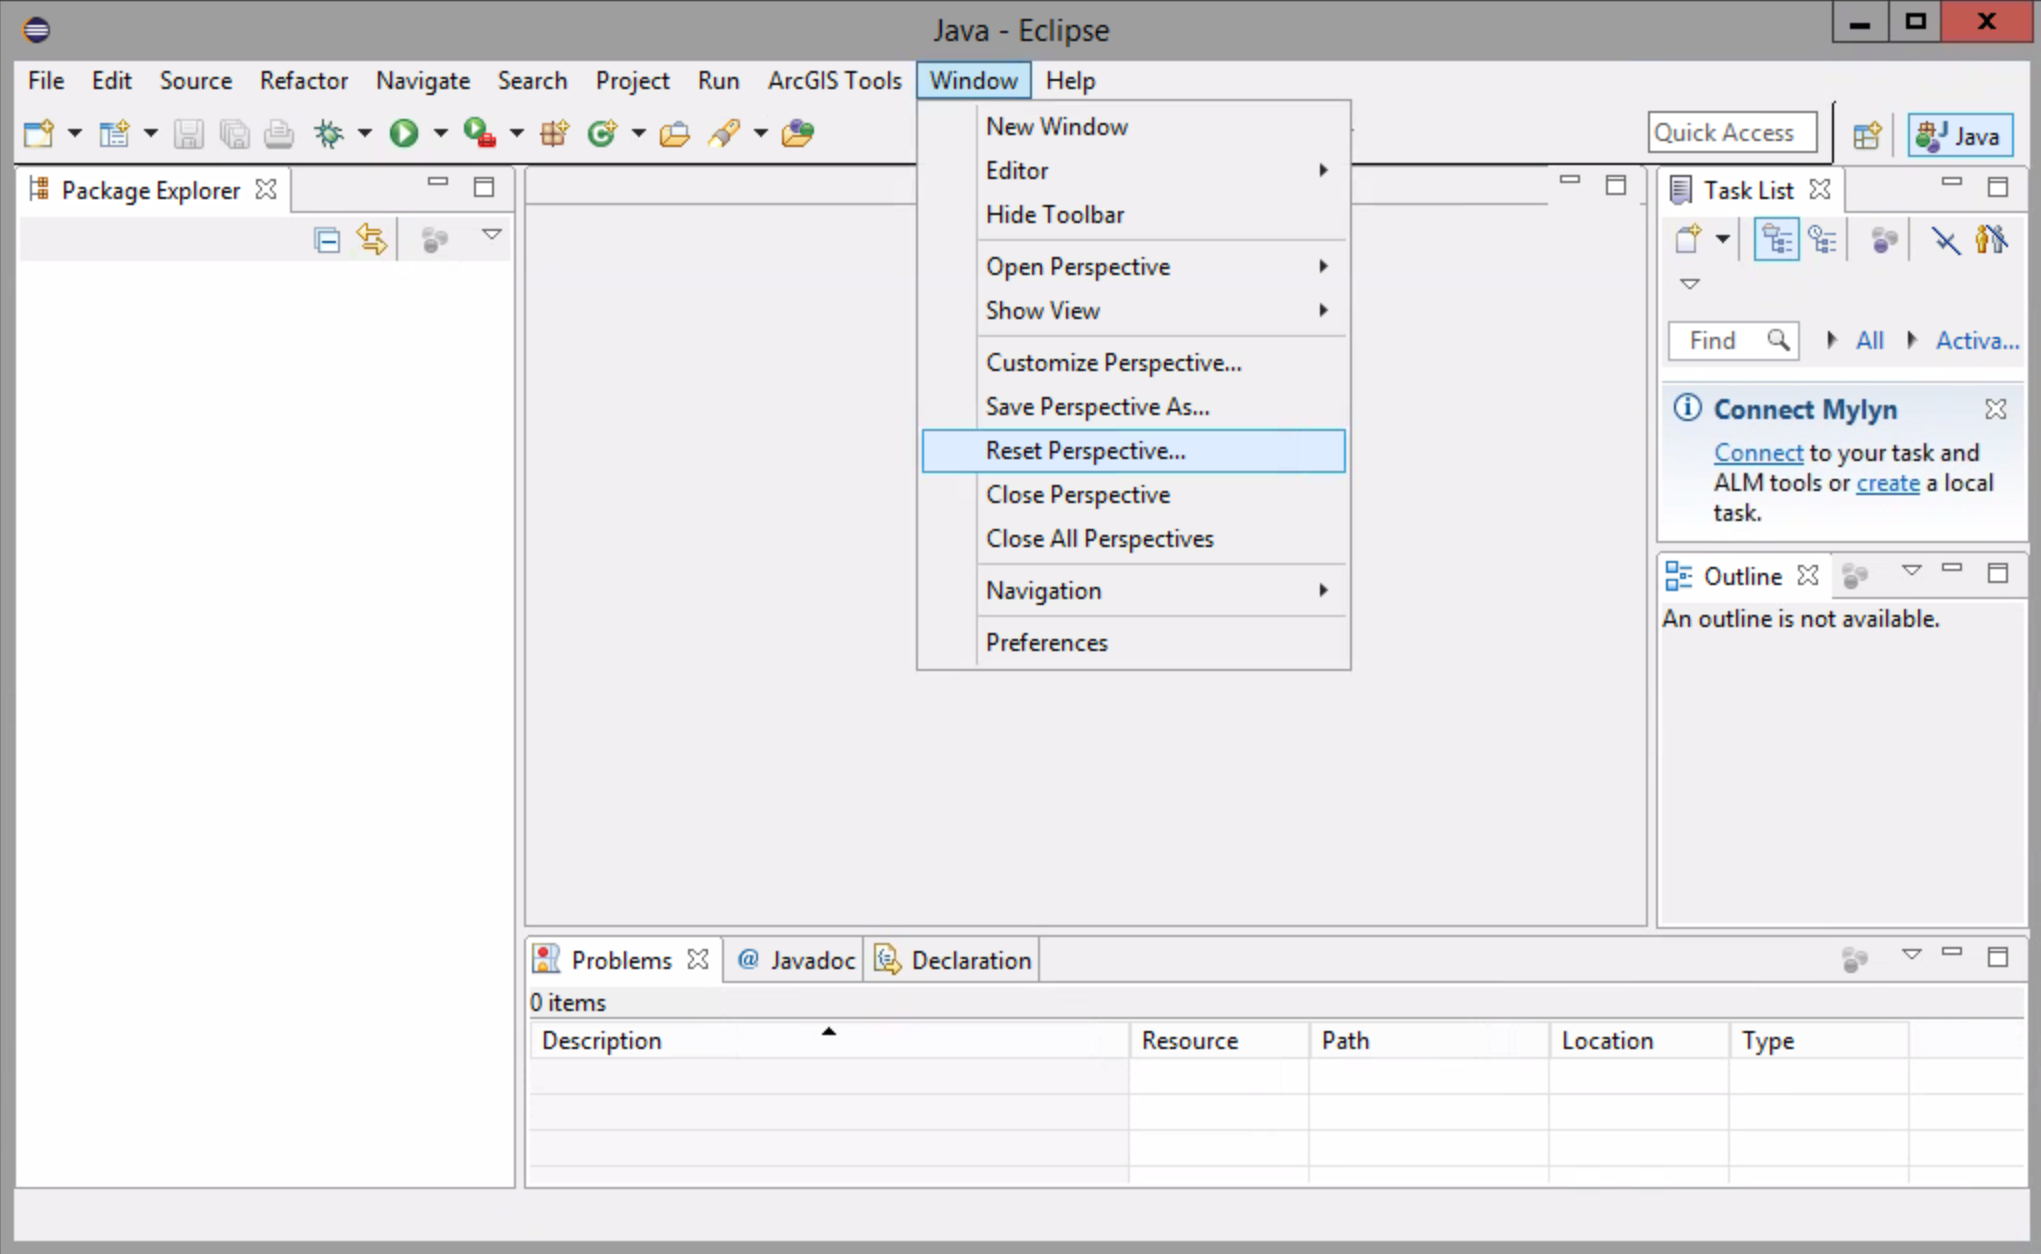 Java - Eclipse
File Edit Source Refactor Navigate Search Project Run ArcGIS Tools Window Help
Quick Access
Java
New Window
Editor
Hide Toolbar
Open Perspective
Show View
Customize Perspective...
Save Perspective As...
Reset Perspective...
Close Perspective
Close All Perspectives
Navigation
Preferences
Package Explorer
Task List
Find All Activa...
Connect Mylyn
Connect to your task and
ALM tools or create a local
task.
Outline
An outline is not available.
Problems @ Javadoc Declaration
0 items
Description Resource Path Location Type